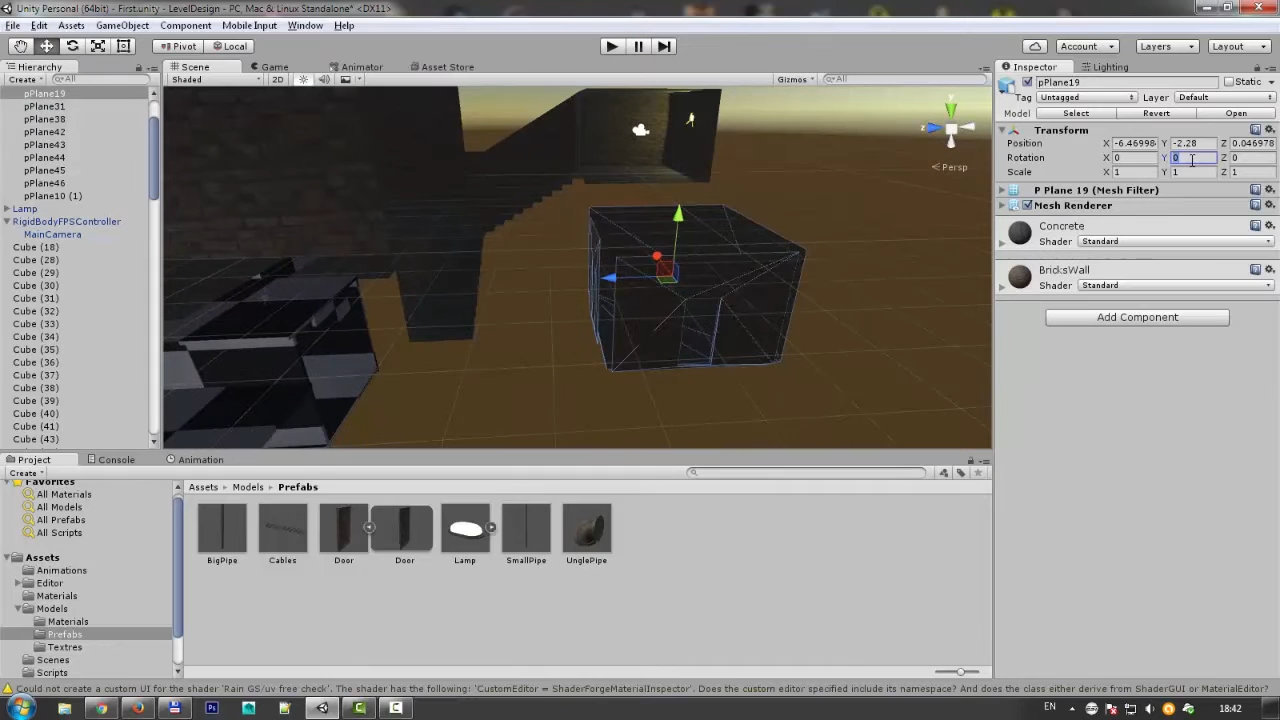 Unity Personal (64bit) - First.unity - LevelDesign - PC, Mac & Linux Standalone* <DX11>
File Edit Assets GameObject Component Mobile Input Window Help
Pivot Local Account Layers Layout
Hierarchy Scene Game Animator Asset Store Inspector Lighting
Create All Shaded 2D Gizmos All pPlane19 Static
Tag Untagged Layer Default
Model Select Revert Open
Transform
Position X -6.46998 Y -2.28 Z 0.046978
Rotation X 0 Y 0 Z 0
Scale X 1 Y 1 Z 1
P Plane 19 (Mesh Filter)
Mesh Renderer
Concrete
Shader Standard
BricksWall
Shader Standard
Add Component
y
z
Persp
pPlane19
pPlane31
pPlane38
pPlane42
pPlane43
pPlane44
pPlane45
pPlane46
pPlane10 (1)
Lamp
RigidBodyFPSController
MainCamera
Cube (18)
Cube (28)
Cube (29)
Cube (30)
Cube (31)
Cube (32)
Cube (33)
Cube (34)
Cube (35)
Cube (36)
Cube (37)
Cube (38)
Cube (39)
Cube (40)
Cube (41)
Cube (43)
Project Console Animation
Create
Favorites
All Materials
All Models
All Prefabs
All Scripts
Assets
Animations
Editor
Materials
Models
Materials
Prefabs
Textres
Scenes
Scripts
Assets Models Prefabs
BigPipe Cables Door Door Lamp SmallPipe UnglePipe
Could not create a custom UI for the shader 'Rain GS/uv free check'. The shader has the following: 'CustomEditor = ShaderForgeMaterialInspector'. Does the custom editor specified include its namespace? And does the class either derive from ShaderGUI or MaterialEditor?
EN 18:42